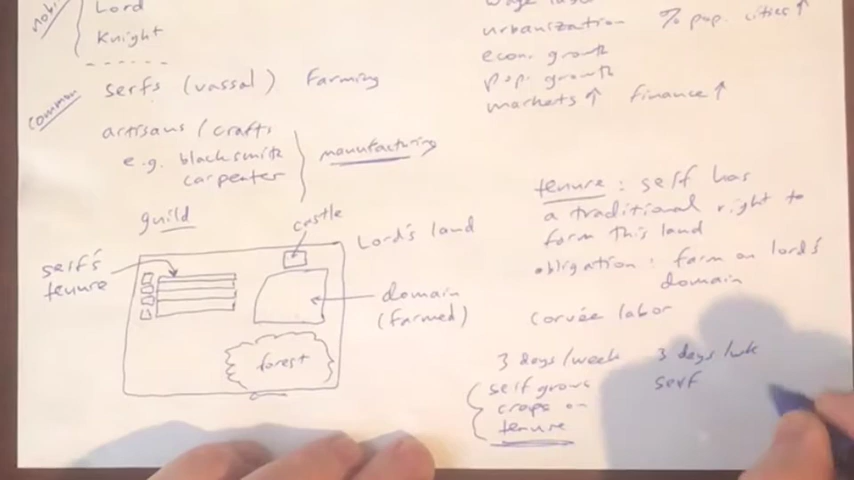 Lord
Knight
serfs (vassal) Farming
common
artisans / crafts
e.g. blacksmith
carpenter
manufacturing
guild
castle
Lord's land
serf's
tenure
domain
(farmed)
forest
urbanization % pop. cities ↑
econ. growth
pop. growth
markets ↑ finance ↑
tenure : serf has
a traditional right to
farm this land
obligation : farm on lord's
domain
corvée labor
3 days/week
serf grows
crops on
tenure
3 days/wk
serf